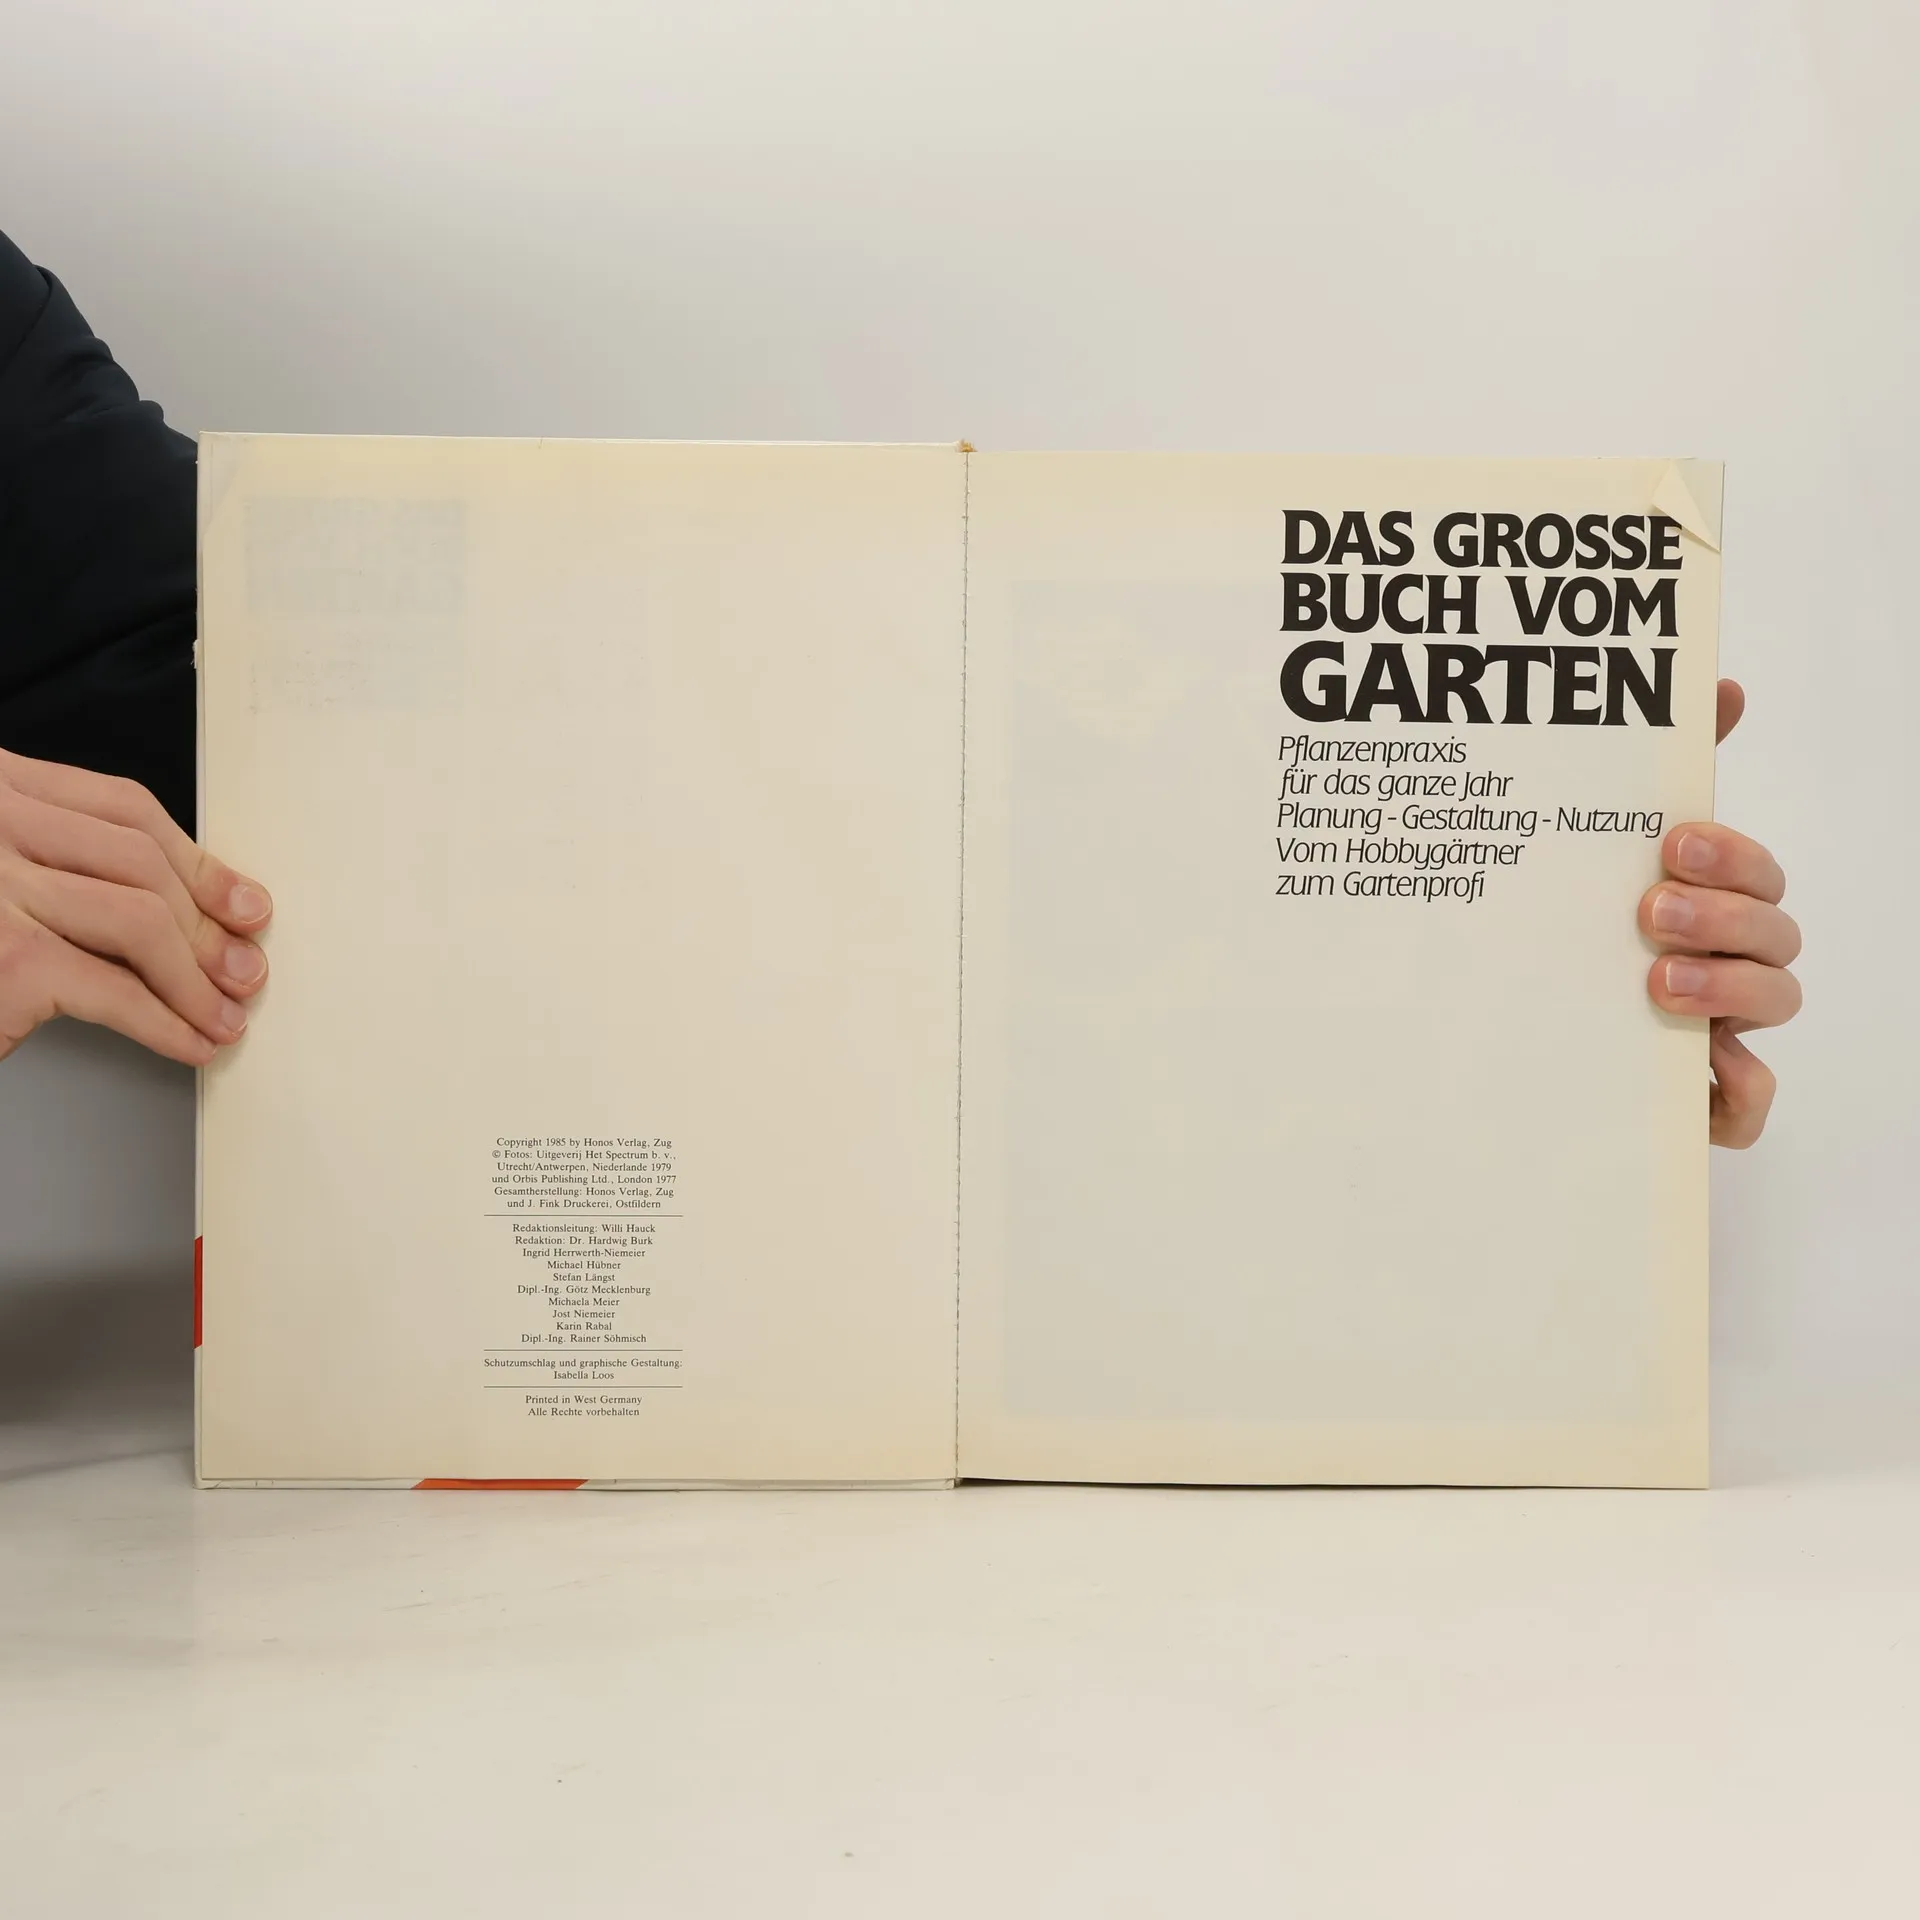 Copyright 1985 by Honos Verlag, Zug
© Fotos: Uitgeverij Het Spectrum b. v.,
Utrecht/Antwerpen, Niederlande 1979
und Orbis Publishing Ltd., London 1977
Gesamtherstellung: Honos Verlag, Zug
und J. Fink Druckerei, Ostfildern
Redaktionsleitung: Willi Hauck
Redaktion: Dr. Hardwig Burk
Ingrid Herrwerth-Niemeier
Michael Hübner
Stefan Längst
Dipl.-Ing. Götz Mecklenburg
Michaela Meier
Jost Niemeier
Karin Rabal
Dipl.-Ing. Rainer Söhmisch
Schutzumschlag und graphische Gestaltung:
Isabella Loos
Printed in West Germany
Alle Rechte vorbehalten
DAS GROSSE
BUCH VOM
GARTEN
Pflanzenpraxis
für das ganze Jahr
Planung - Gestaltung - Nutzung
Vom Hobbygärtner
zum Gartenprofi